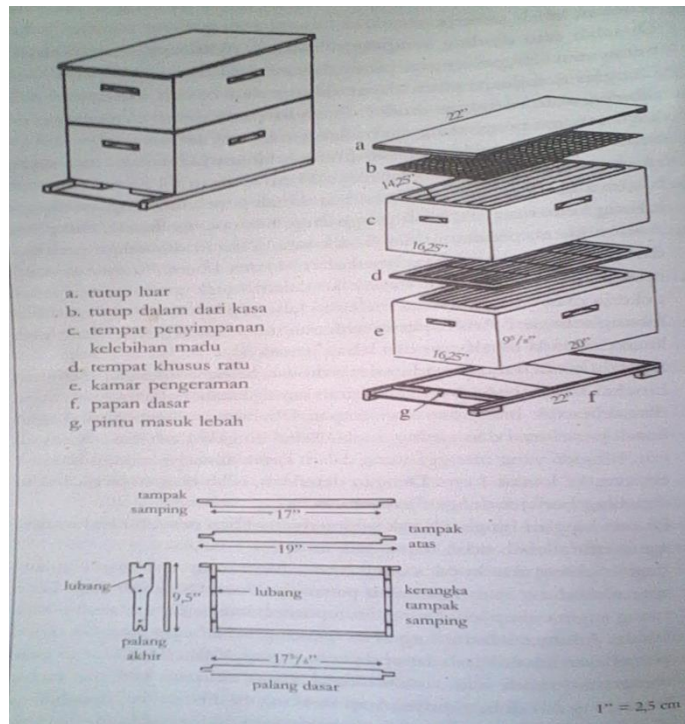 22"
a
b
14,25"
c
16,25"
d
e
16,25"
9⁵/₈"
20"
22"
f
g
a. tutup luar
b. tutup dalam dari kasa
c. tempat penyimpanan
kelebihan madu
d. tempat khusus ratu
e. kamar pengeraman
f. papan dasar
g. pintu masuk lebah
tampak
samping
17"
tampak
atas
19"
lubang
9,5"
lubang
kerangka
tampak
samping
palang
akhir
palang dasar
1" = 2,5 cm